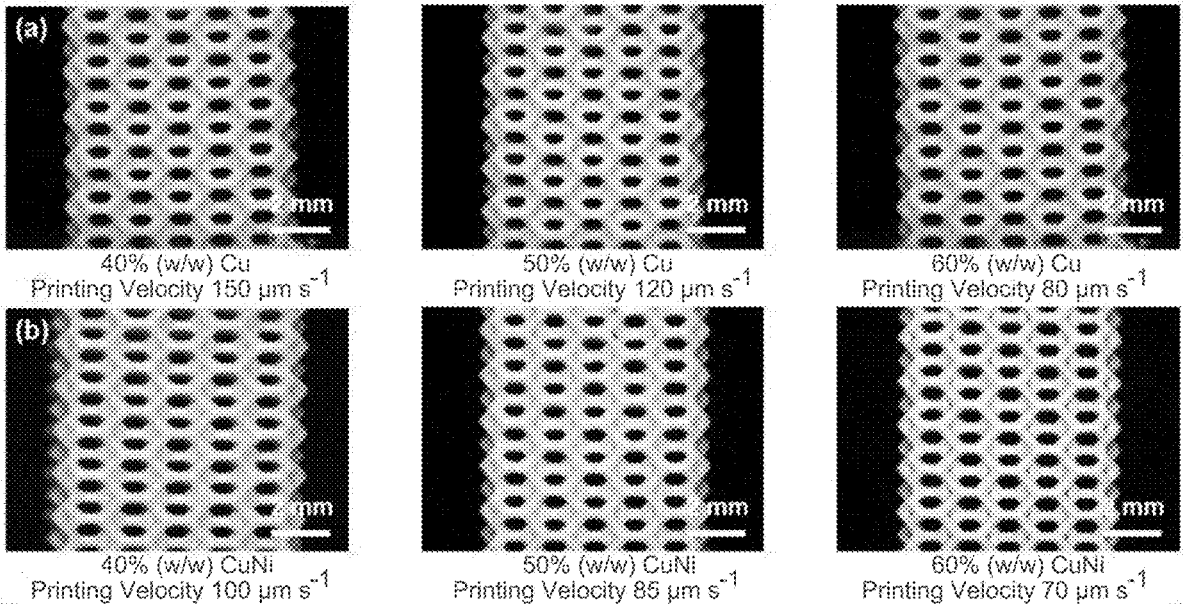 (a)
mm
2 mm
mm
40% (w/w) Cu
Printing Velocity 150 µm s⁻¹
50% (w/w) Cu
Printing Velocity 120 µm s⁻¹
60% (w/w) Cu
Printing Velocity 80 µm s⁻¹
(b)
mm
mm
mm
40% (w/w) CuNi
Printing Velocity 100 µm s⁻¹
50% (w/w) CuNi
Printing Velocity 85 µm s⁻¹
60% (w/w) CuNi
Printing Velocity 70 µm s⁻¹